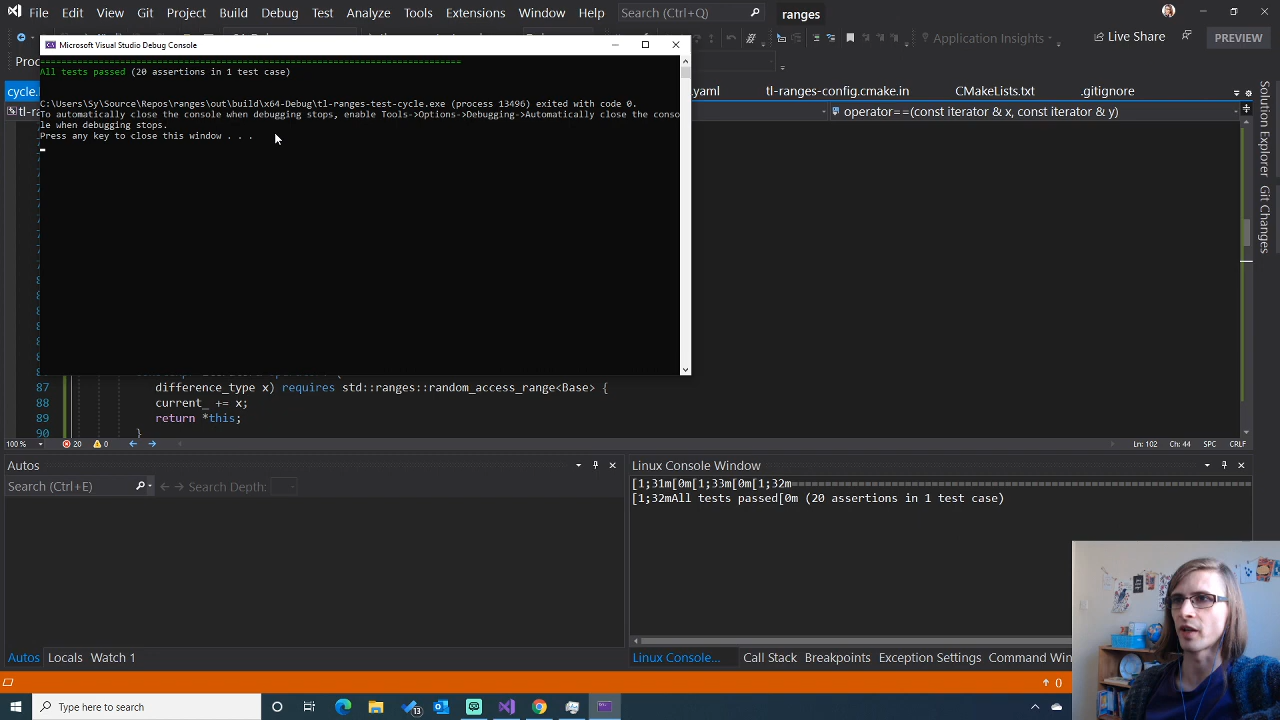 File Edit View Git Project Build Debug Test Analyze Tools Extensions Window Help Search (Ctrl+Q) ranges
Application Insights Live Share PREVIEW
Microsoft Visual Studio Debug Console
===============================================================================
All tests passed (20 assertions in 1 test case)
C:\Users\Sy\Source\Repos\ranges\out\build\x64-Debug\tl-ranges-test-cycle.exe (process 13496) exited with code 0.
To automatically close the console when debugging stops, enable Tools->Options->Debugging->Automatically close the conso
le when debugging stops.
Press any key to close this window . . .
Proc
cycle. .yaml tl-ranges-config.cmake.in CMakeLists.txt .gitignore
tl-ra operator==(const iterator & x, const iterator & y)
Solution Explorer
Git Changes
87 difference_type x) requires std::ranges::random_access_range<Base> {
88 current_ += x;
89 return *this;
90 }
100 % 20 0 Ln: 102 Ch: 44 SPC CRLF
Autos
Search (Ctrl+E) Search Depth:
Autos Locals Watch 1
Linux Console Window
[1;31m[0m[1;33m[0m[1;32m===============================================
[1;32mAll tests passed[0m (20 assertions in 1 test case)
Linux Console... Call Stack Breakpoints Exception Settings Command Win
{}
Type here to search
13